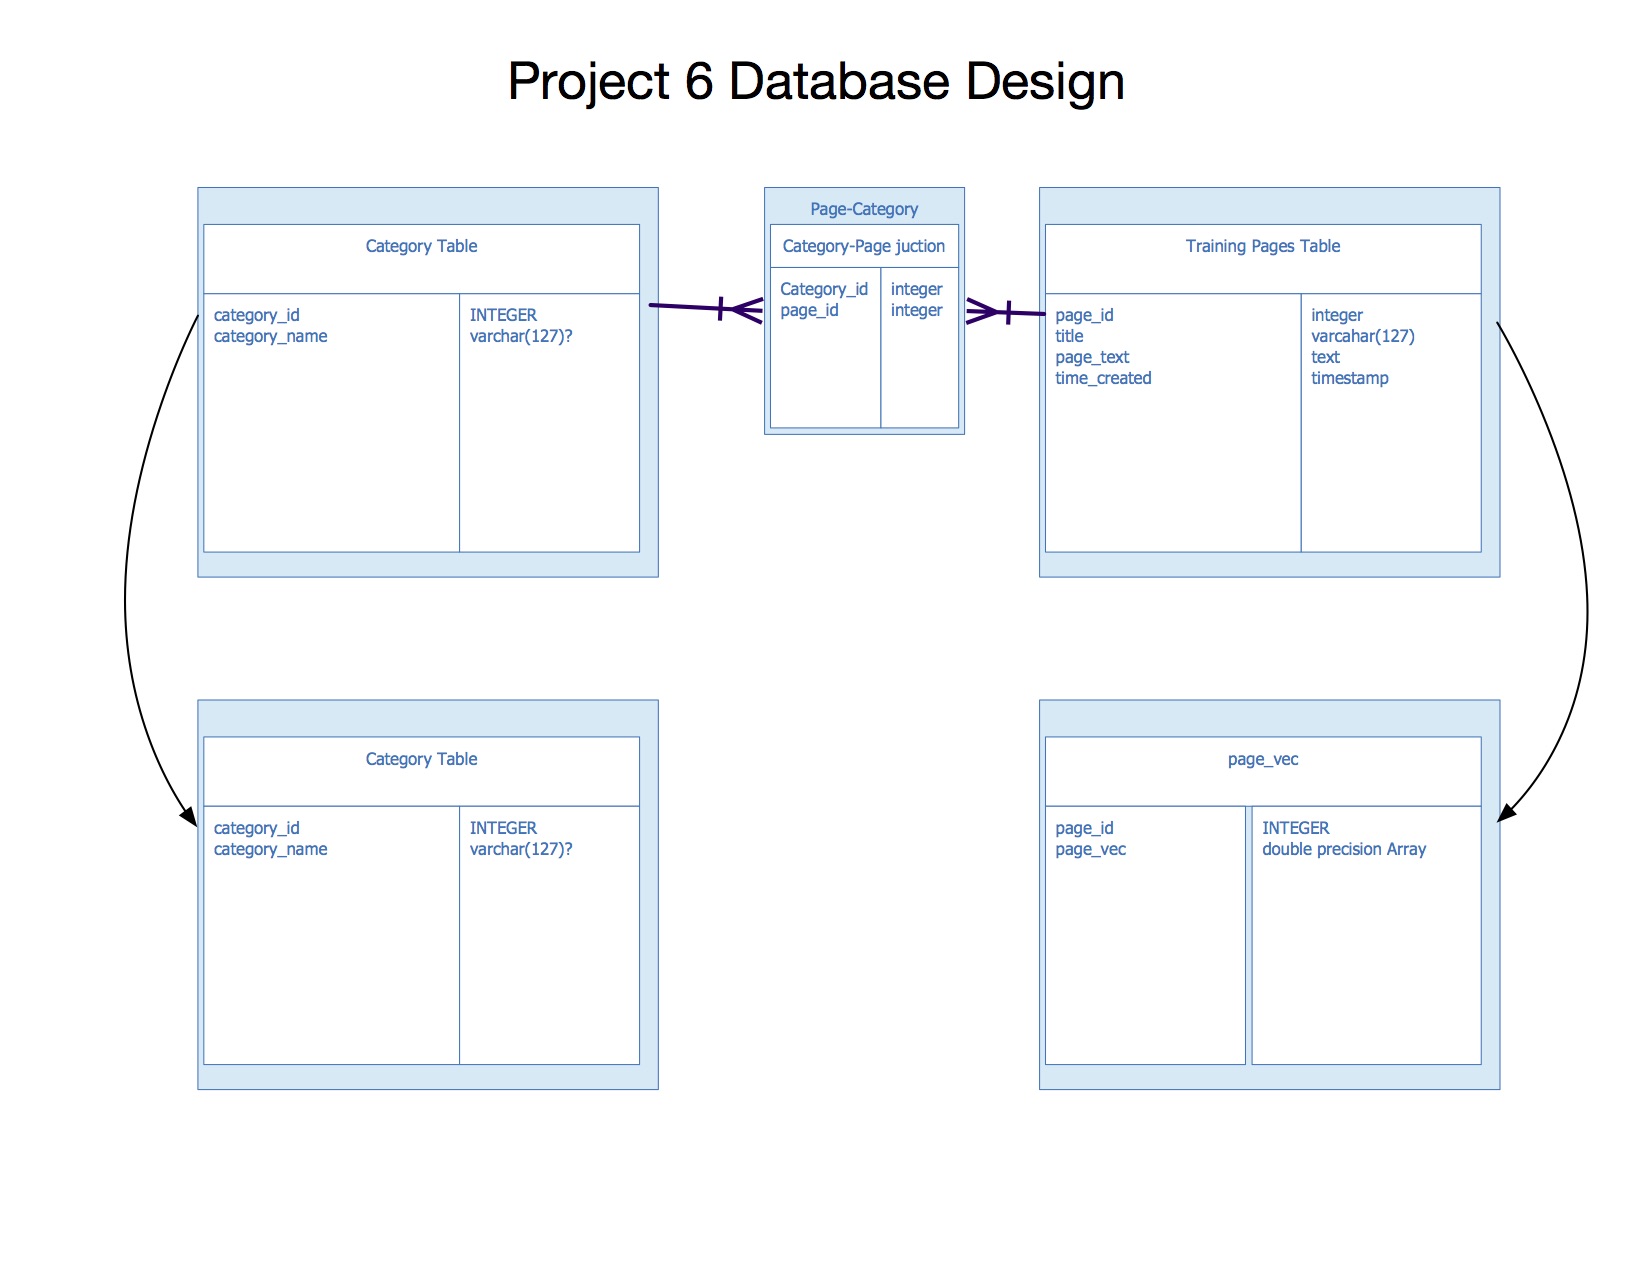 Project 6 Database Design
Category Table
category_id INTEGER
category_name varchar(127)?
Page-Category
Category-Page juction
Category_id integer
page_id integer
Training Pages Table
page_id integer
title varcahar(127)
page_text text
time_created timestamp
Category Table
category_id INTEGER
category_name varchar(127)?
page_vec
page_id INTEGER
page_vec double precision Array